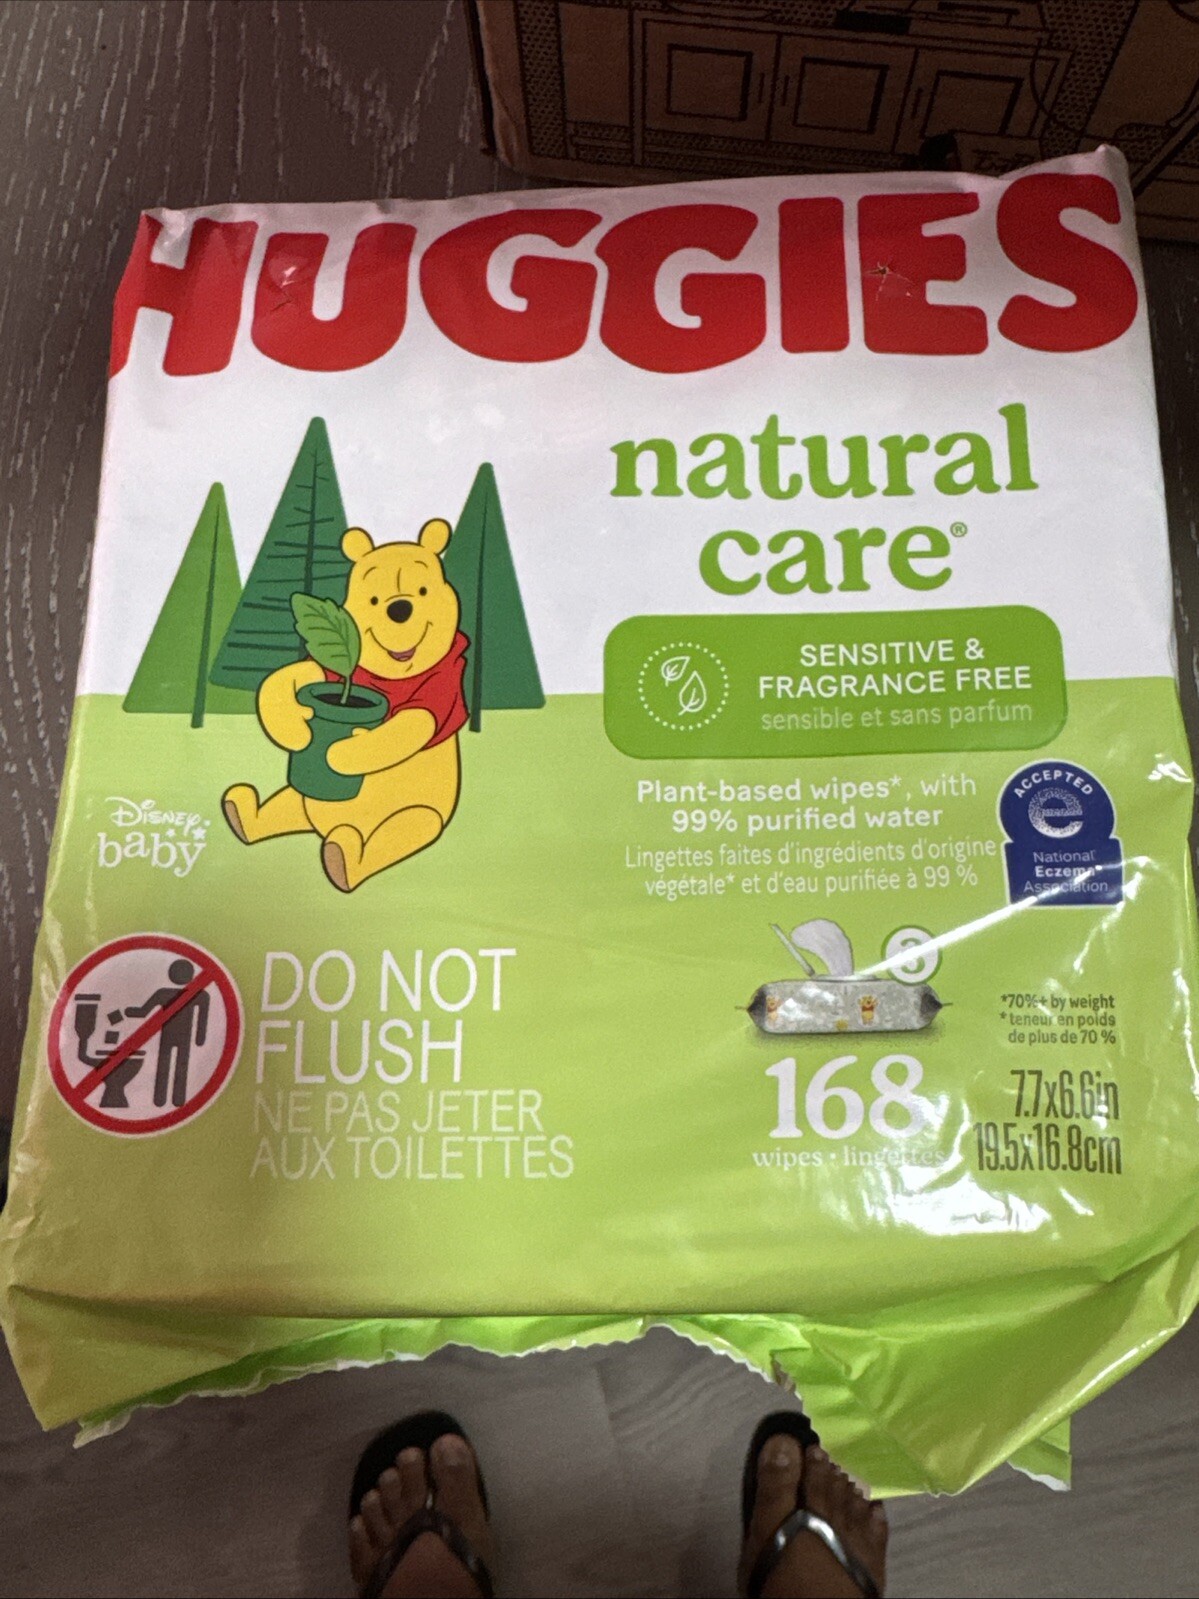 HUGGIES
natural
care®
SENSITIVE &
FRAGRANCE FREE
sensible et sans parfum
Plant-based wipes*, with
99% purified water
Lingettes faites d'ingrédients d'origine
végétale* et d'eau purifiée à 99 %
ACCEPTED
National
Eczema
Association
Disney
baby
DO NOT
FLUSH
NE PAS JETER
AUX TOILETTES
3
168
wipes • lingettes
*70%+ by weight
*teneur en poids
de plus de 70 %
7.7x6.6in
19.5x16.8cm